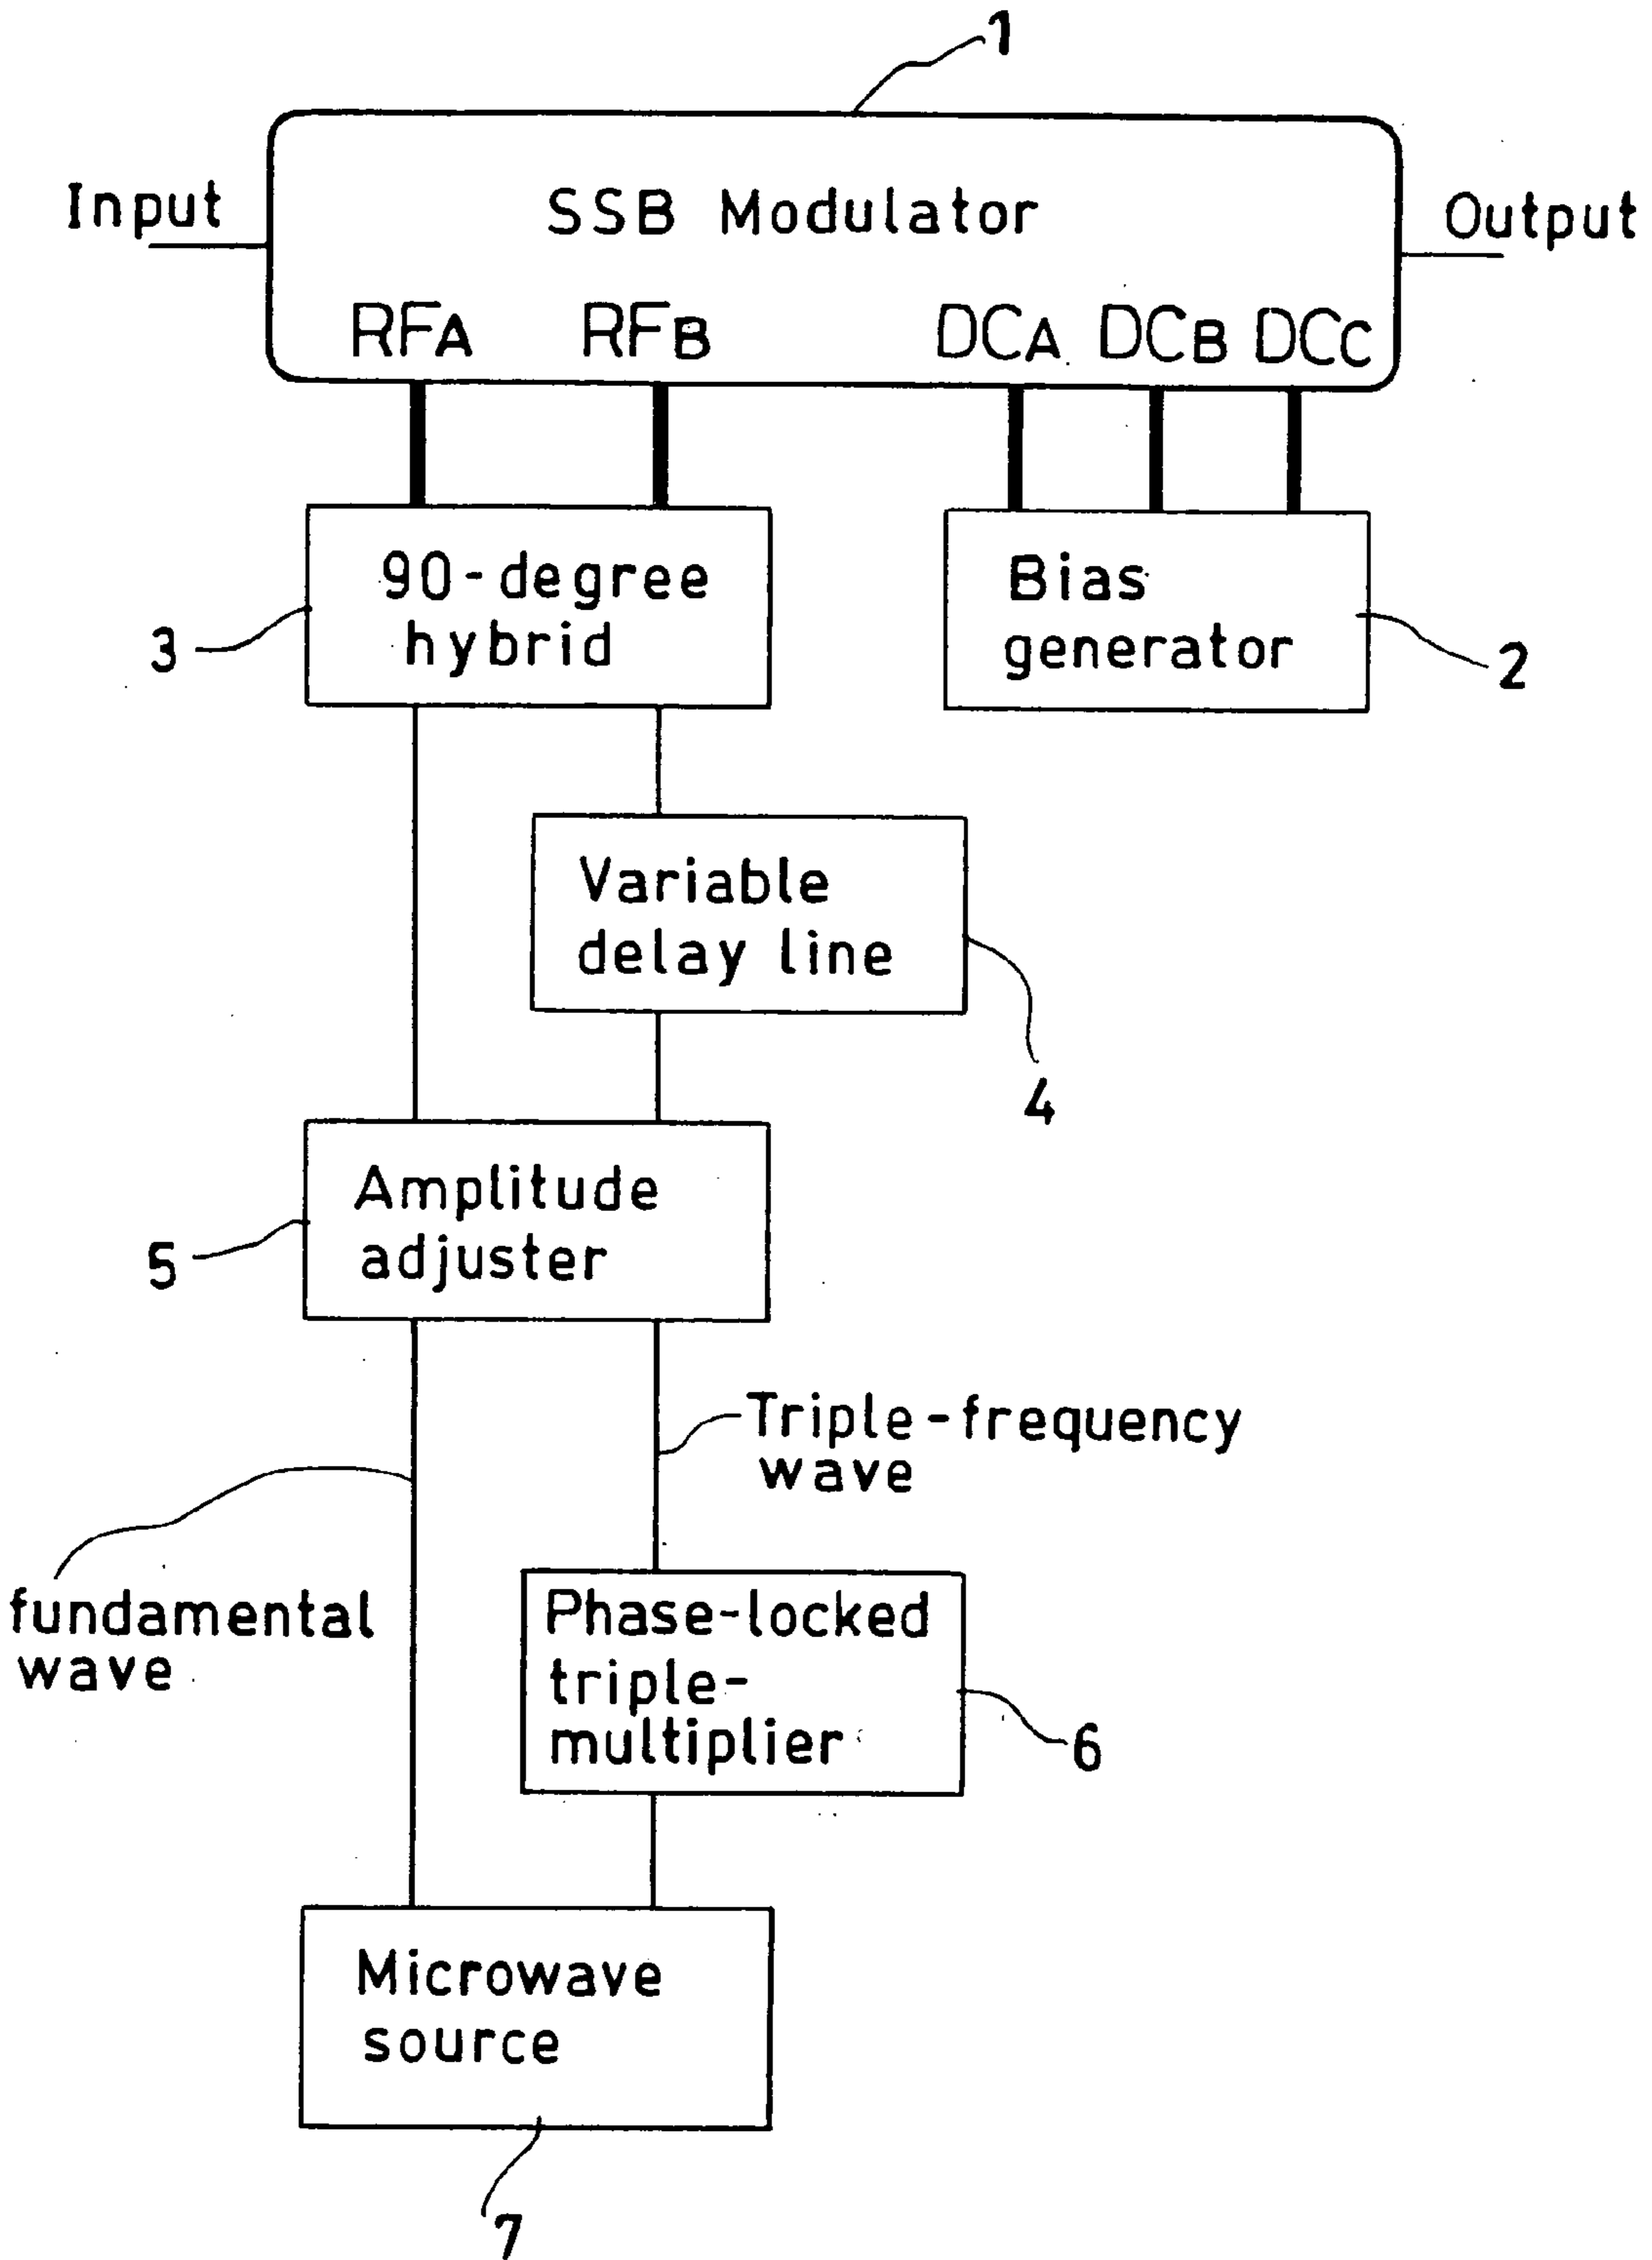 1
Input
SSB Modulator
Output
RFA RFB DCA DCB DCC
90-degree
hybrid
3
Bias
generator
2
Variable
delay line
4
Amplitude
adjuster
5
Triple-frequency
wave
fundamental
wave
Phase-locked
triple-
multiplier
6
Microwave
source
7